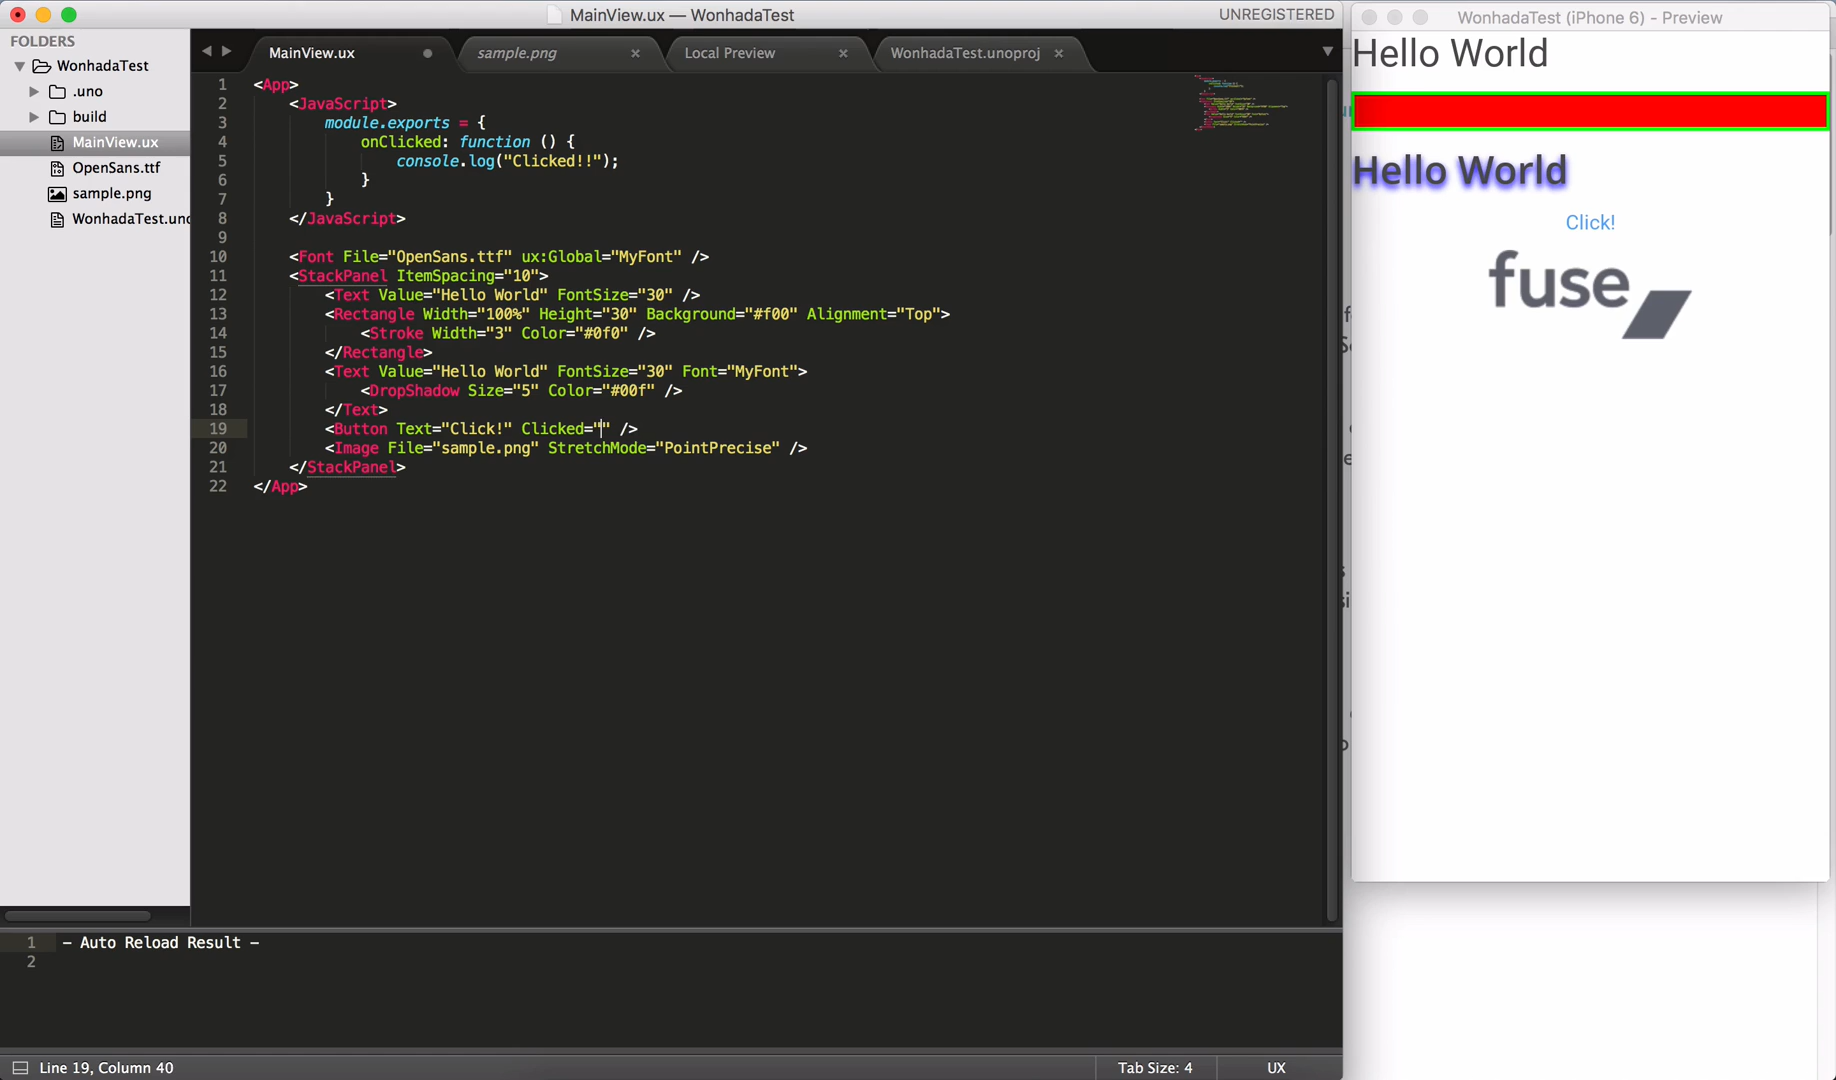 MainView.ux — WonhadaTest
UNREGISTERED
WonhadaTest (iPhone 6) - Preview
FOLDERS
WonhadaTest
.uno
build
MainView.ux
OpenSans.ttf
sample.png
WonhadaTest.uno
MainView.ux
sample.png
Local Preview
WonhadaTest.unoproj
1 <App>
2 <JavaScript>
3 module.exports = {
4 onClicked: function () {
5 console.log("Clicked!!");
6 }
7 }
8 </JavaScript>
9
10 <Font File="OpenSans.ttf" ux:Global="MyFont" />
11 <StackPanel ItemSpacing="10">
12 <Text Value="Hello World" FontSize="30" />
13 <Rectangle Width="100%" Height="30" Background="#f00" Alignment="Top">
14 <Stroke Width="3" Color="#0f0" />
15 </Rectangle>
16 <Text Value="Hello World" FontSize="30" Font="MyFont">
17 <DropShadow Size="5" Color="#00f" />
18 </Text>
19 <Button Text="Click!" Clicked="" />
20 <Image File="sample.png" StretchMode="PointPrecise" />
21 </StackPanel>
22 </App>
Hello World
Hello World
Click!
fuse
1 - Auto Reload Result -
2
Line 19, Column 40
Tab Size: 4
UX